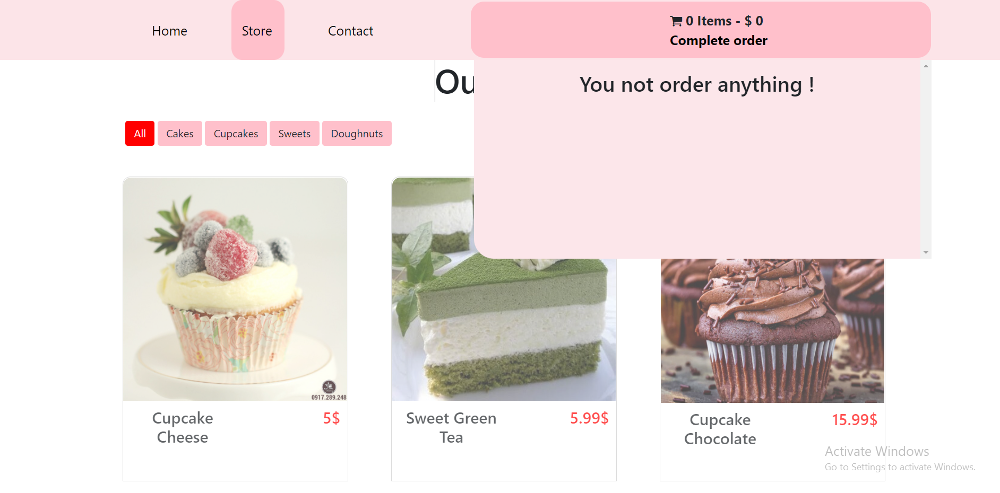 Home
Store
Contact
0 Items - $ 0
Complete order
Ou
You not order anything !
All
Cakes
Cupcakes
Sweets
Doughnuts
0917.289.248
Cupcake
Cheese
5$
Sweet Green
Tea
5.99$
Cupcake
Chocolate
15.99$
Activate Windows
Go to Settings to activate Windows.